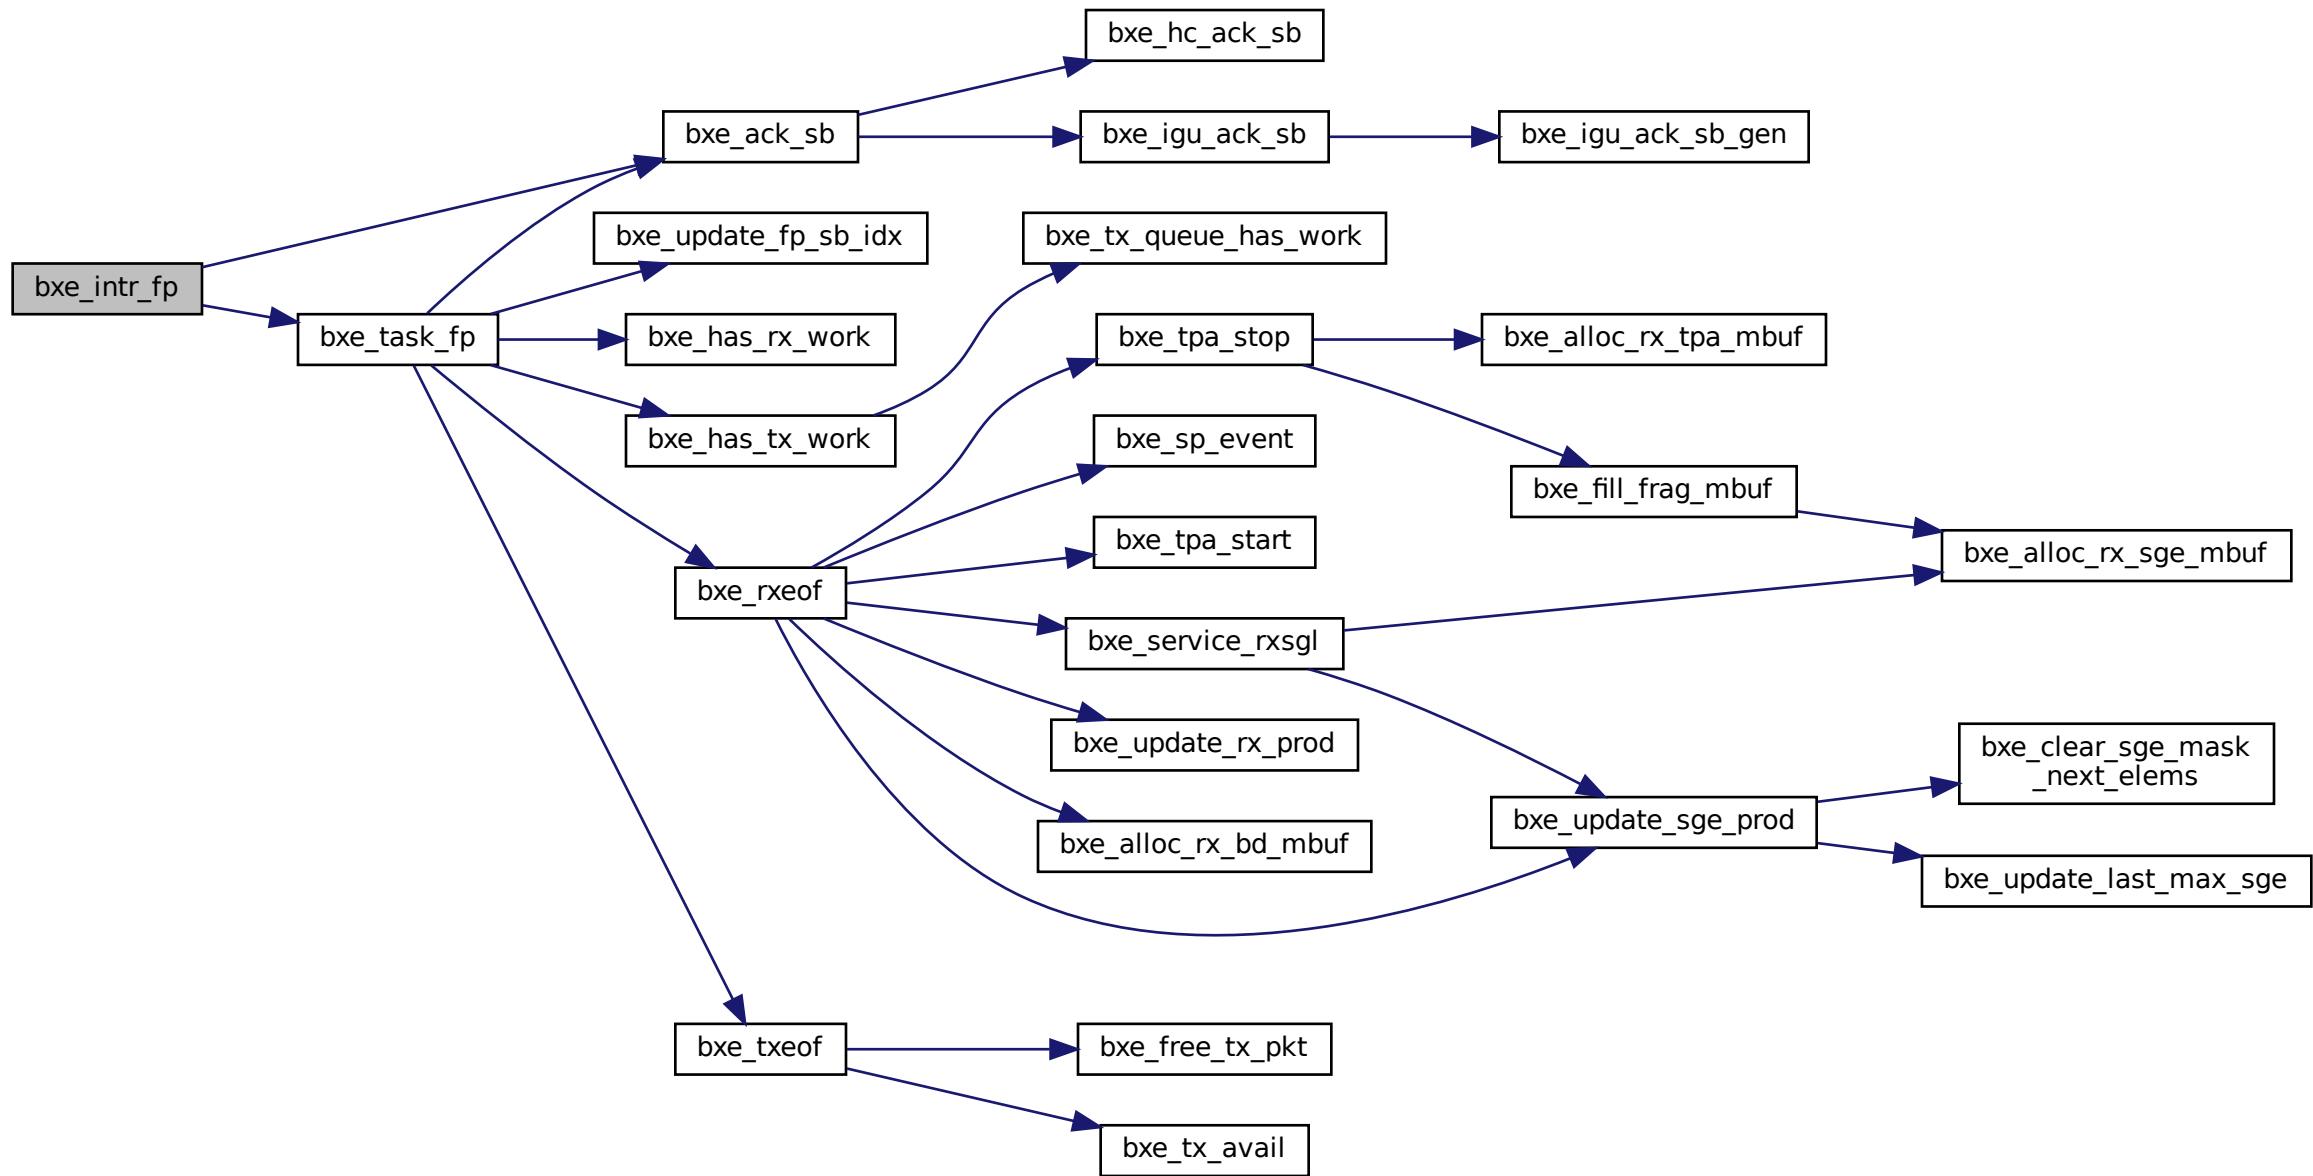 bxe_hc_ack_sb
bxe_ack_sb
bxe_igu_ack_sb
bxe_igu_ack_sb_gen
bxe_update_fp_sb_idx
bxe_tx_queue_has_work
bxe_intr_fp
bxe_task_fp
bxe_has_rx_work
bxe_tpa_stop
bxe_alloc_rx_tpa_mbuf
bxe_has_tx_work
bxe_sp_event
bxe_fill_frag_mbuf
bxe_tpa_start
bxe_alloc_rx_sge_mbuf
bxe_rxeof
bxe_service_rxsgl
bxe_update_rx_prod
bxe_clear_sge_mask
_next_elems
bxe_update_sge_prod
bxe_alloc_rx_bd_mbuf
bxe_update_last_max_sge
bxe_txeof
bxe_free_tx_pkt
bxe_tx_avail